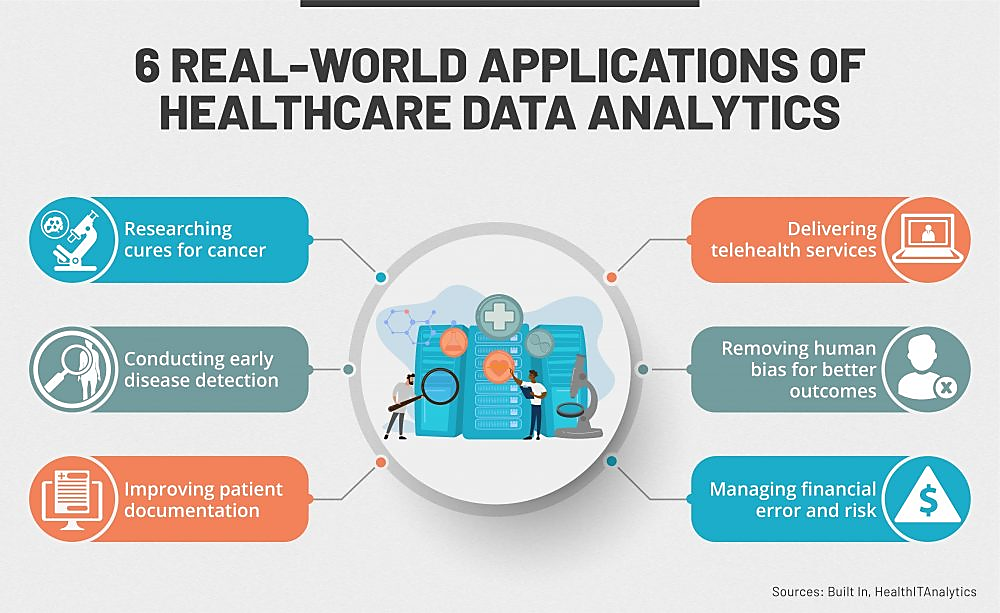 6 REAL-WORLD APPLICATIONS OF
HEALTHCARE DATA ANALYTICS
Researching
cures for cancer
Conducting early
disease detection
Improving patient
documentation
Delivering
telehealth services
Removing human
bias for better
outcomes
Managing financial
error and risk
$
Sources: Built In, HealthITAnalytics